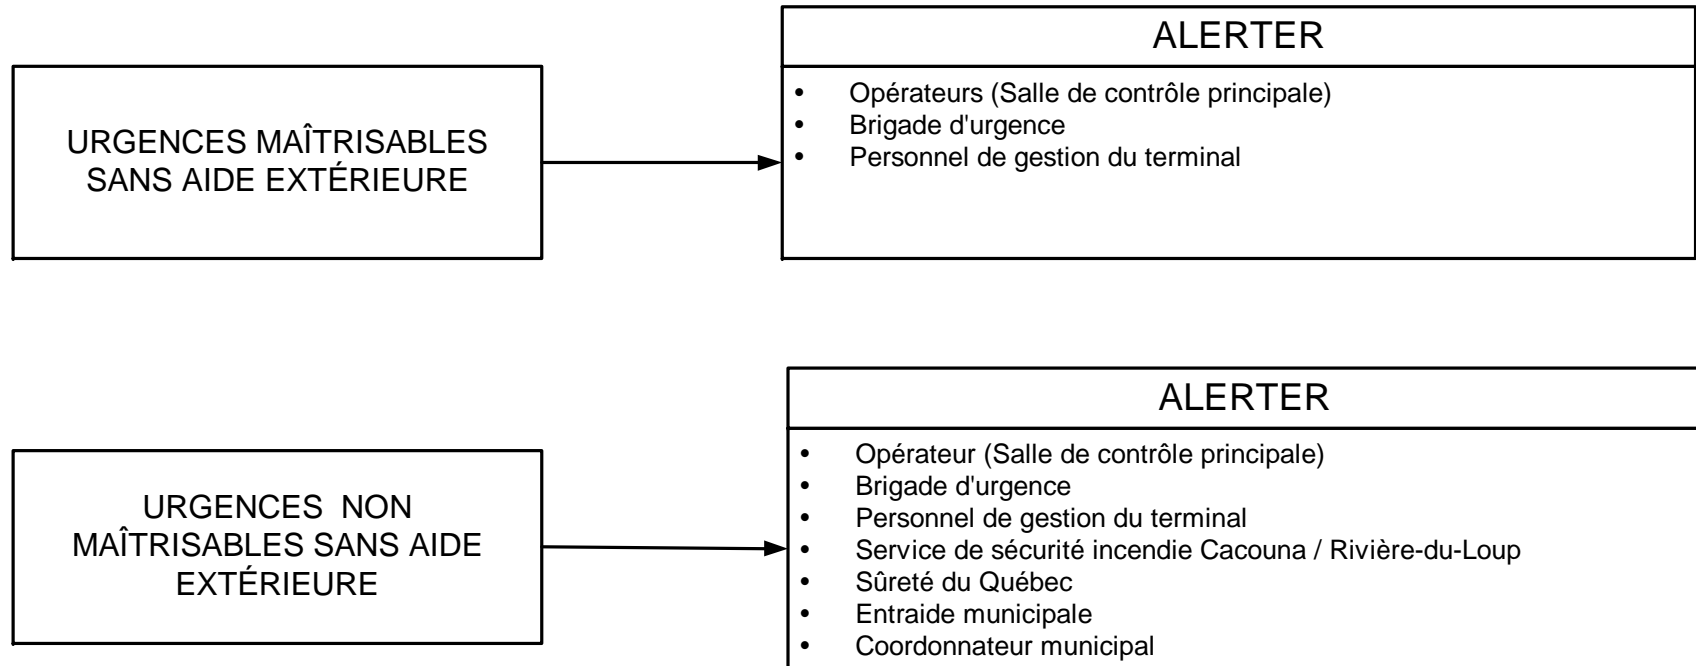 URGENCES MAÎTRISABLES
SANS AIDE EXTÉRIEURE
ALERTER
• Opérateurs (Salle de contrôle principale)
• Brigade d'urgence
• Personnel de gestion du terminal
URGENCES NON
MAÎTRISABLES SANS AIDE
EXTÉRIEURE
ALERTER
• Opérateur (Salle de contrôle principale)
• Brigade d'urgence
• Personnel de gestion du terminal
• Service de sécurité incendie Cacouna / Rivière-du-Loup
• Sûreté du Québec
• Entraide municipale
• Coordonnateur municipal